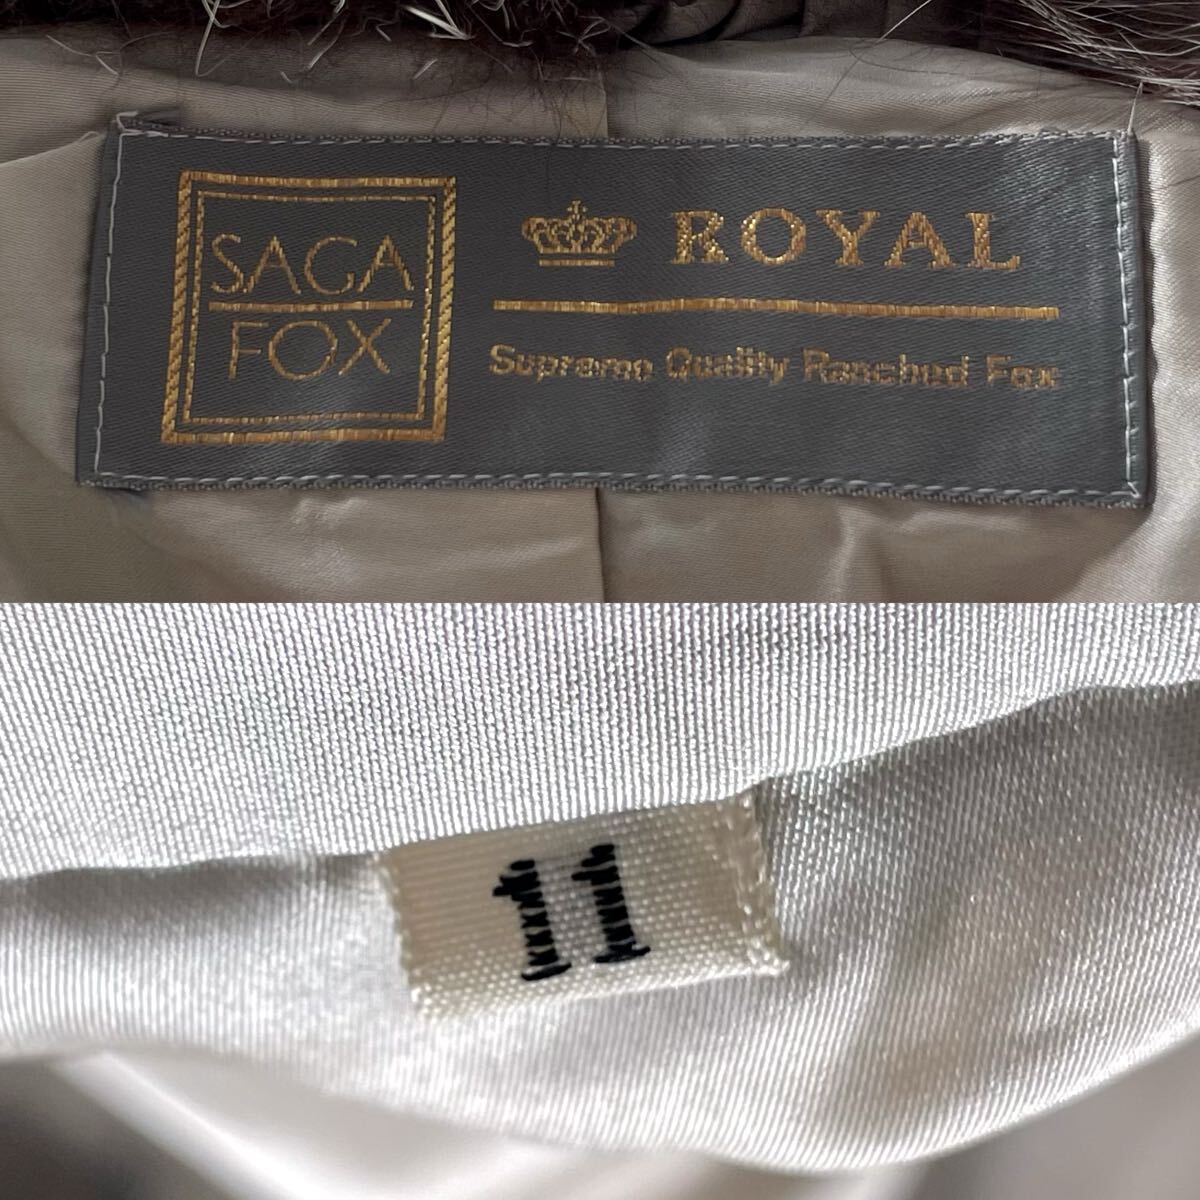 SAGA
FOX
ROYAL
Supreme Quality Ranched Fox
11